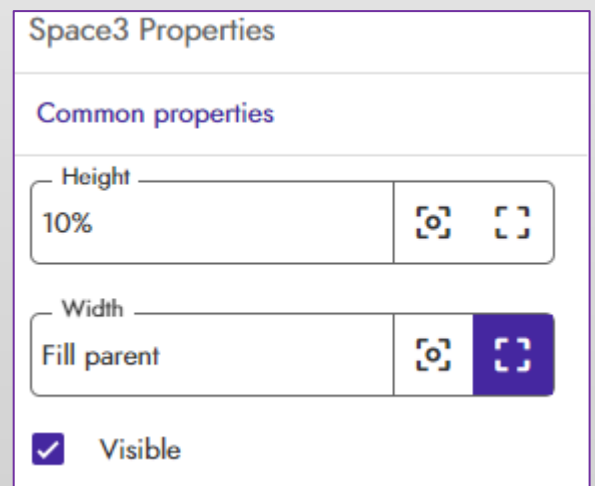 Space3 Properties
Common properties
Height
10%
Width
Fill parent
Visible